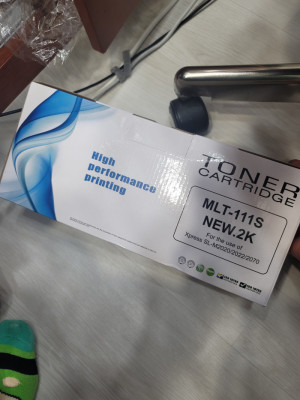 High
performance
printing
TONER
CARTRIDGE
MLT-111S
NEW.2K
For the use of
Xpress SL-M2020/2022/2070